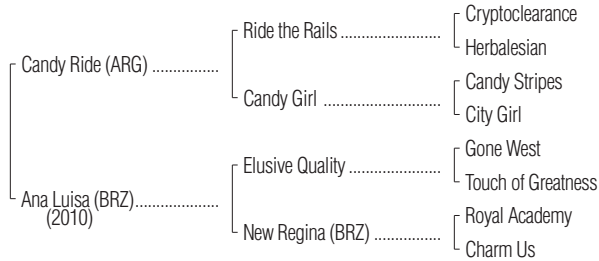 Cryptoclearance
Ride the Rails ......................
Herbalesian
Candy Ride (ARG) ...............
Candy Stripes
Candy Girl ..........................
City Girl
Gone West
Elusive Quality ....................
Touch of Greatness
Ana Luisa (BRZ)...................
(2010)
Royal Academy
New Regina (BRZ) ...............
Charm Us